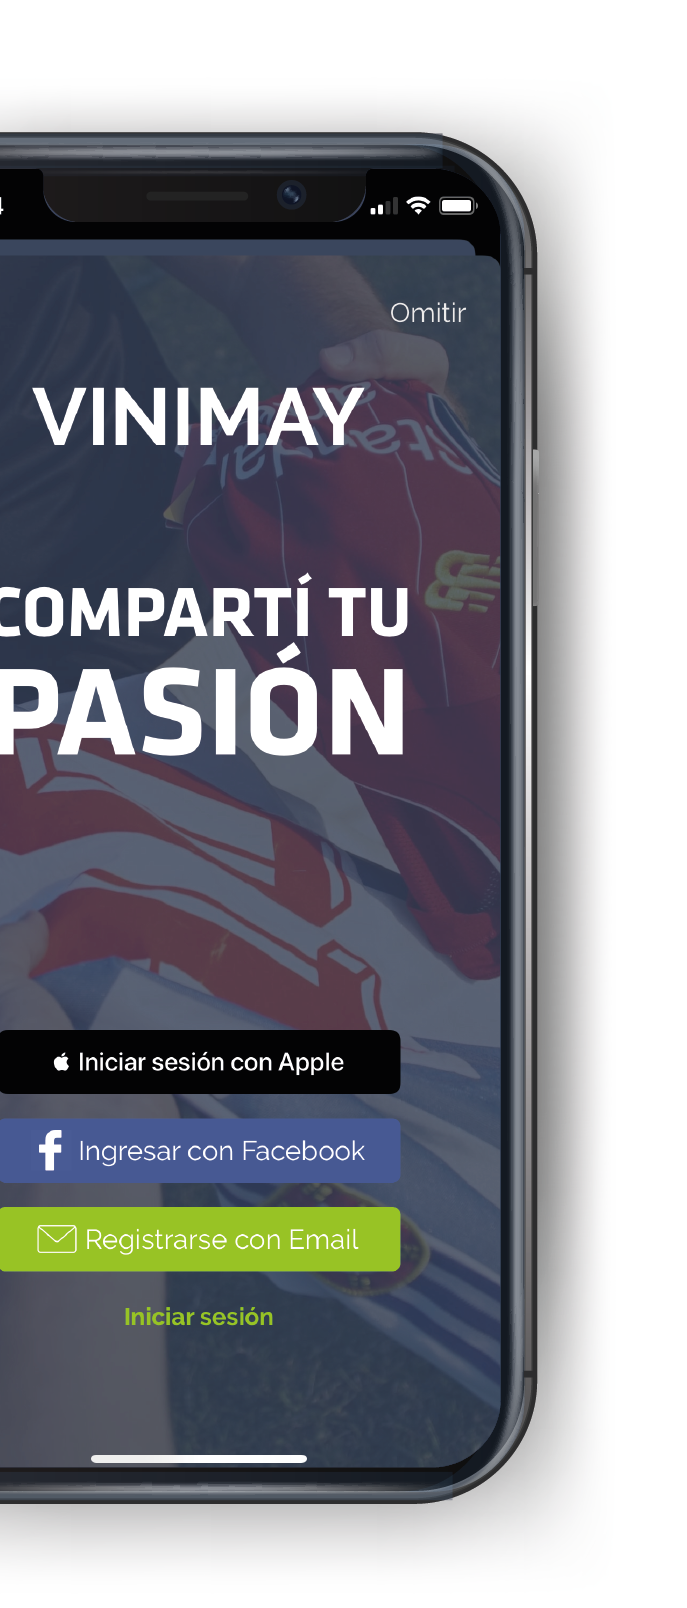 Omitir
VINIMAY
COMPARTÍ TU
PASIÓN
Iniciar sesión con Apple
Ingresar con Facebook
Registrarse con Email
Iniciar sesión